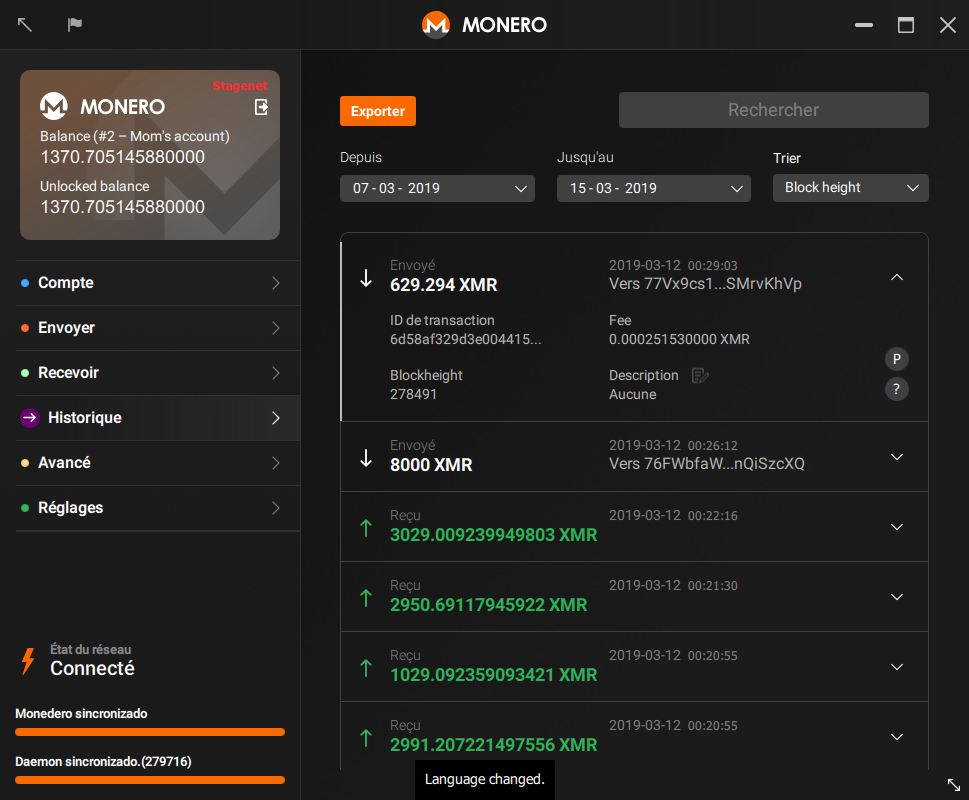 MONERO
Stagenet
MONERO
Balance (#2 – Mom's account)
1370.705145880000
Unlocked balance
1370.705145880000
Compte
Envoyer
Recevoir
Historique
Avancé
Réglages
État du réseau
Connecté
Monedero sincronizado
Daemon sincronizado.(279716)
Exporter
Rechercher
Depuis
Jusqu'au
Trier
07 - 03 - 2019
15 - 03 - 2019
Block height
Envoyé
2019-03-12 00:29:03
629.294 XMR
Vers 77Vx9cs1...SMrvKhVp
ID de transaction
Fee
6d58af329d3e004415...
0.000251530000 XMR
P
Blockheight
Description
278491
Aucune
?
Envoyé
2019-03-12 00:26:12
8000 XMR
Vers 76FWbfaW...nQiSzcXQ
Reçu
2019-03-12 00:22:16
3029.009239949803 XMR
Reçu
2019-03-12 00:21:30
2950.69117945922 XMR
Reçu
2019-03-12 00:20:55
1029.092359093421 XMR
Reçu
2019-03-12 00:20:55
2991.207221497556 XMR
Language changed.